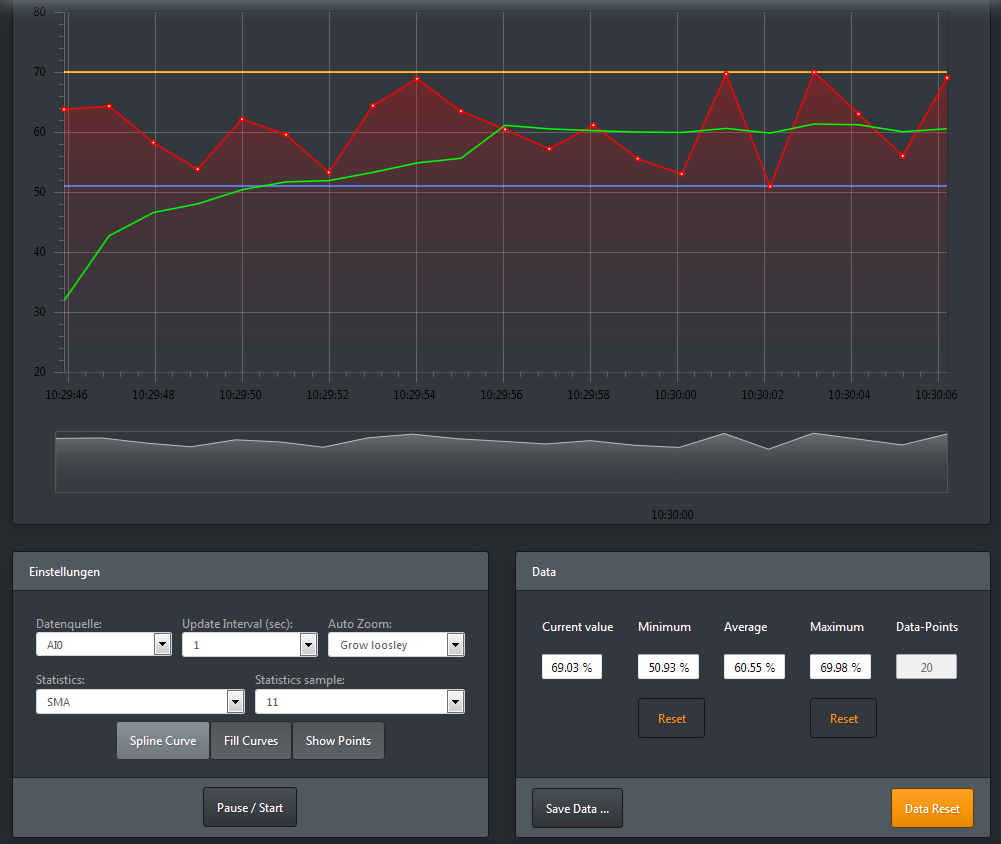 80
70
60
50
40
30
20
10:29:46 10:29:48 10:29:50 10:29:52 10:29:54 10:29:56 10:29:58 10:30:00 10:30:02 10:30:04 10:30:06
10:30:00
Einstellungen
Datenquelle: Update Interval (sec): Auto Zoom:
AI0 1 Grow loosley
Statistics: Statistics sample:
SMA 11
Spline Curve Fill Curves Show Points
Pause / Start
Data
Current value Minimum Average Maximum Data-Points
69.03 % 50.93 % 60.55 % 69.98 % 20
Reset Reset
Save Data ... Data Reset